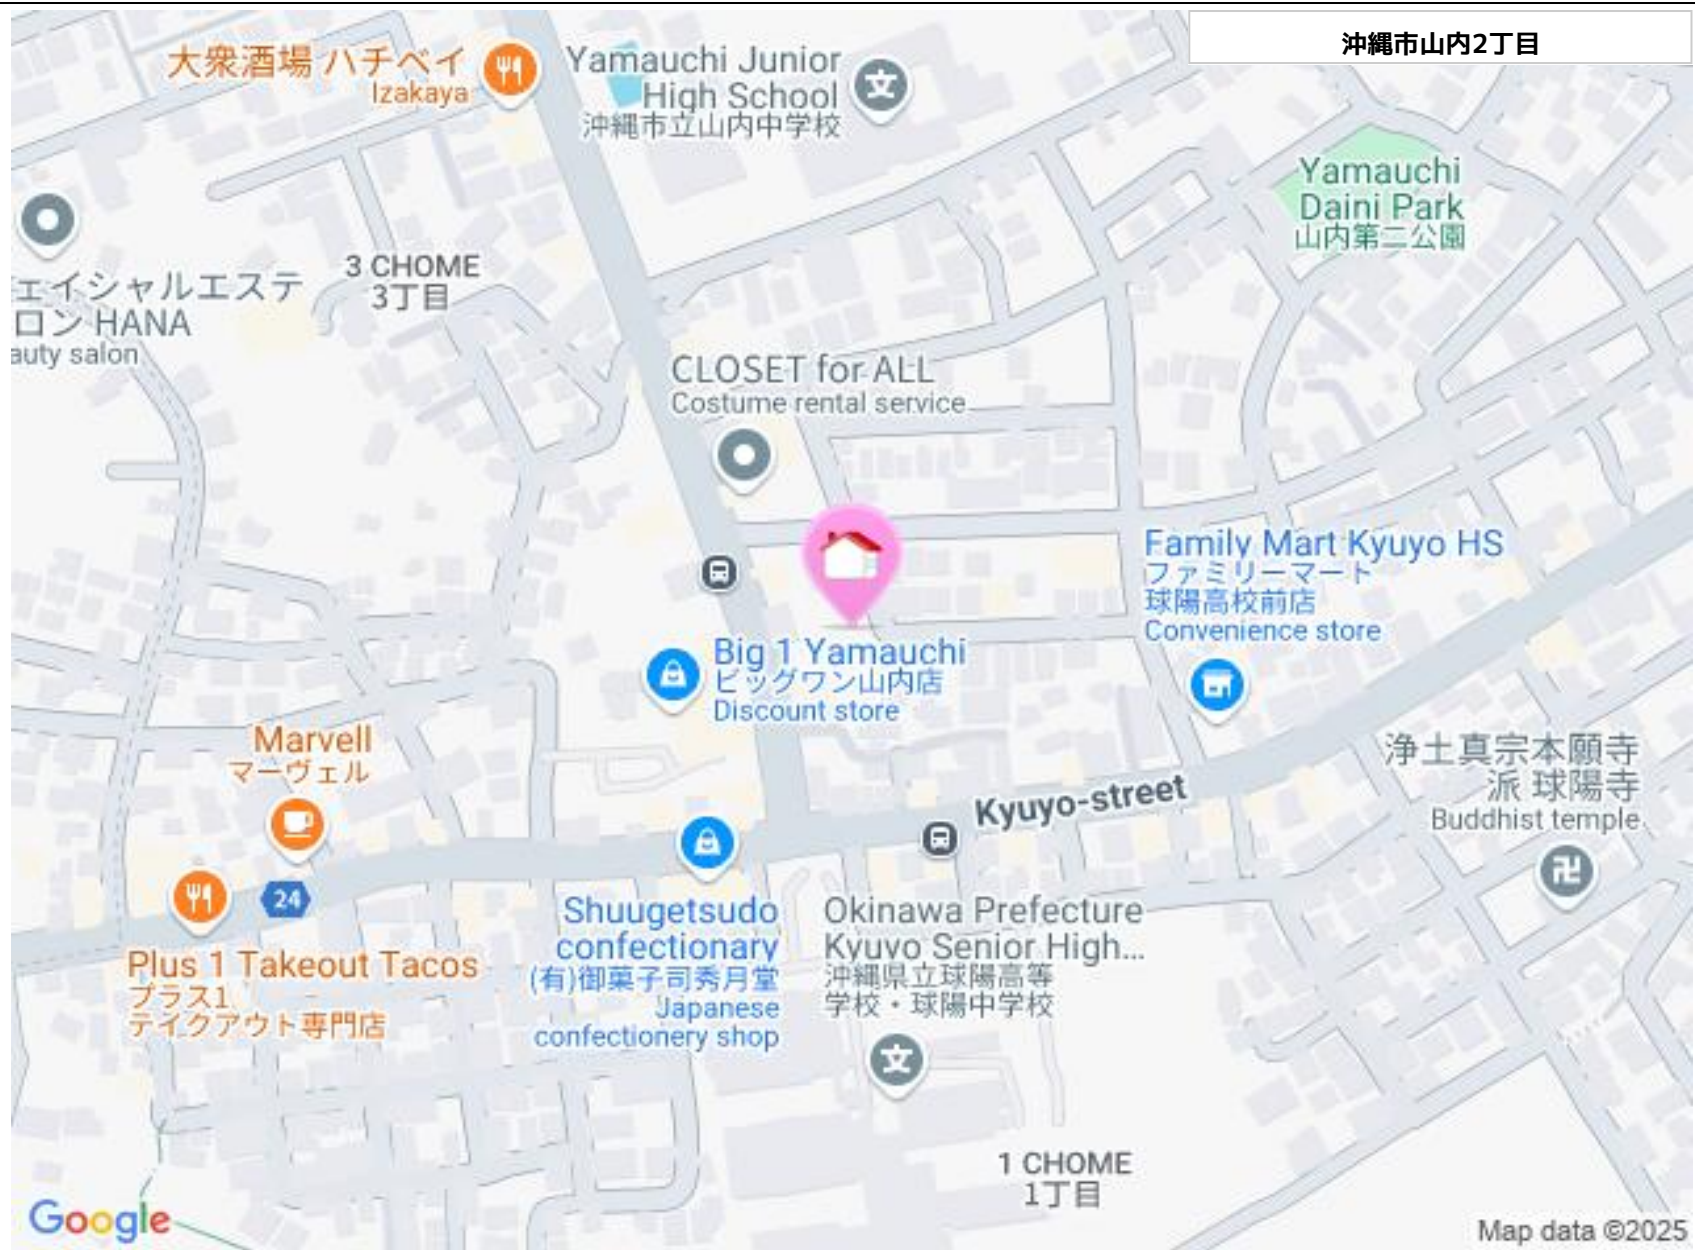 沖縄市山内2丁目
大衆酒場 ハチベイ
Izakaya
Yamauchi Junior
High School
沖縄市立山内中学校
Yamauchi
Daini Park
山内第二公園
3 CHOME
3丁目
ェイシャルエステ
ロン HANA
auty salon
CLOSET for ALL
Costume rental service
Family Mart Kyuyo HS
ファミリーマート
球陽高校前店
Convenience store
Big 1 Yamauchi
ビッグワン山内店
Discount store
Marvell
マーヴェル
浄土真宗本願寺
派 球陽寺
Buddhist temple
Kyuyo-street
24
卍
文
文
Plus 1 Takeout Tacos
プラス1
テイクアウト専門店
Shuugetsudo
confectionary
(有)御菓子司秀月堂
Japanese
confectionery shop
Okinawa Prefecture
Kyuyo Senior High...
沖縄県立球陽高等
学校・球陽中学校
1 CHOME
1丁目
Google
Map data ©2025